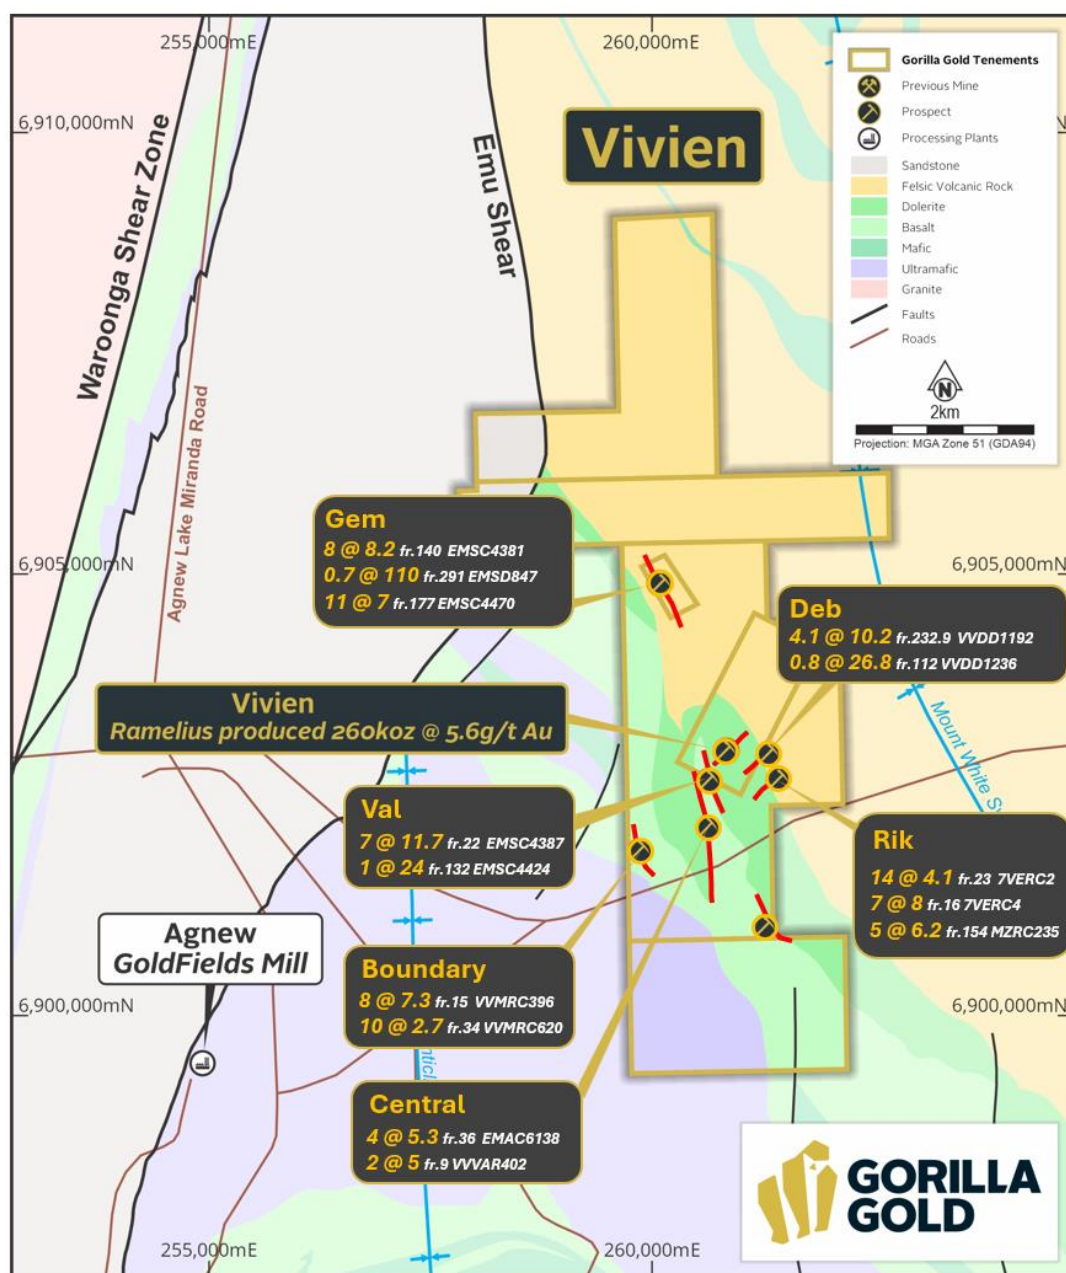 255,000mE
260,000mE
6,910,000mN
N
Waroonga Shear Zone
Emu Shear
Vivien
Gorilla Gold Tenements
Previous Mine
Prospect
Processing Plants
Sandstone
Felsic Volcanic Rock
Dolerite
Basalt
Mafic
Ultramafic
Granite
Faults
Roads
N
2km
Projection: MGA Zone 51 (GDA94)
Agnew Lake Miranda Road
6,905,000mN
6,905,000mN
Gem
8 @ 8.2 fr.140 EMSC4381
0.7 @ 110 fr.291 EMSD847
11 @ 7 fr.177 EMSC4470
Deb
4.1 @ 10.2 fr.232.9 VVDD1192
0.8 @ 26.8 fr.112 VVDD1236
Vivien
Ramelius produced 260koz @ 5.6g/t Au
Mount White Sy
Val
7 @ 11.7 fr.22 EMSC4387
1 @ 24 fr.132 EMSC4424
Rik
14 @ 4.1 fr.23 7VERC2
7 @ 8 fr.16 7VERC4
5 @ 6.2 fr.154 MZRC235
Agnew
GoldFields Mill
Boundary
8 @ 7.3 fr.15 VVMRC396
10 @ 2.7 fr.34 VVMRC620
6,900,000mN
6,900,000mN
nticl
Central
4 @ 5.3 fr.36 EMAC6138
2 @ 5 fr.9 VVVAR402
GORILLA
GOLD
255,000mE
260,000mE